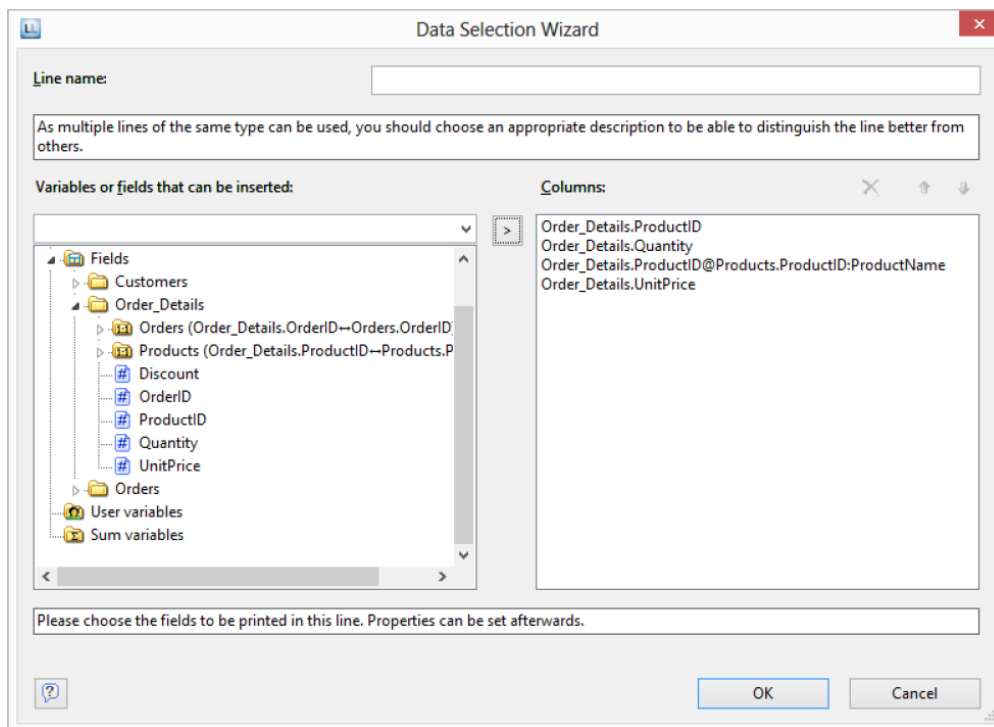 Data Selection Wizard
Line name:
As multiple lines of the same type can be used, you should choose an appropriate description to be able to distinguish the line better from
others.
Variables or fields that can be inserted:
Columns:
>
Fields
Customers
Order_Details
Orders (Order_Details.OrderID↔Orders.OrderID)
Products (Order_Details.ProductID↔Products.P
Discount
OrderID
ProductID
Quantity
UnitPrice
Orders
User variables
Sum variables
Order_Details.ProductID
Order_Details.Quantity
Order_Details.ProductID@Products.ProductID:ProductName
Order_Details.UnitPrice
Please choose the fields to be printed in this line. Properties can be set afterwards.
OK
Cancel